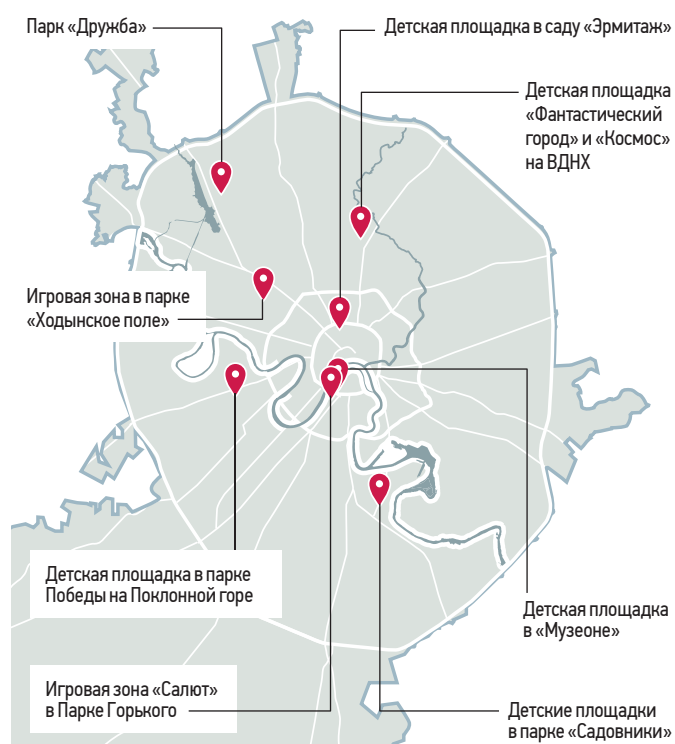 Парк «Дружба»
Детская площадка в саду «Эрмитаж»
Детская площадка
«Фантастический
город» и «Космос»
на ВДНХ
Игровая зона в парке
«Ходынское поле»
Детская площадка в парке
Победы на Поклонной горе
Детская площадка
в «Музеоне»
Игровая зона «Салют»
в Парке Горького
Детские площадки
в парке «Садовники»